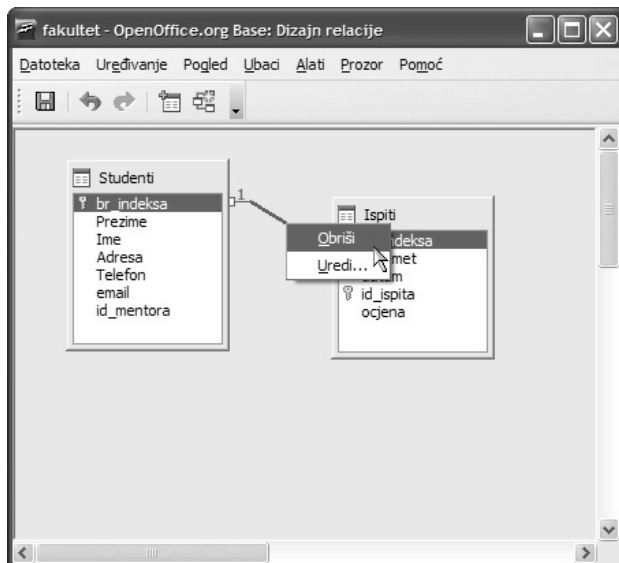 fakultet - OpenOffice.org Base: Dizajn relacije
Datoteka Uređivanje Pogled Ubaci Alati Prozor Pomoć
Studenti
br_indeksa
Prezime
Ime
Adresa
Telefon
email
id_mentora
1
Ispiti
id_ispita
ocjena
Obriši
Uredi...